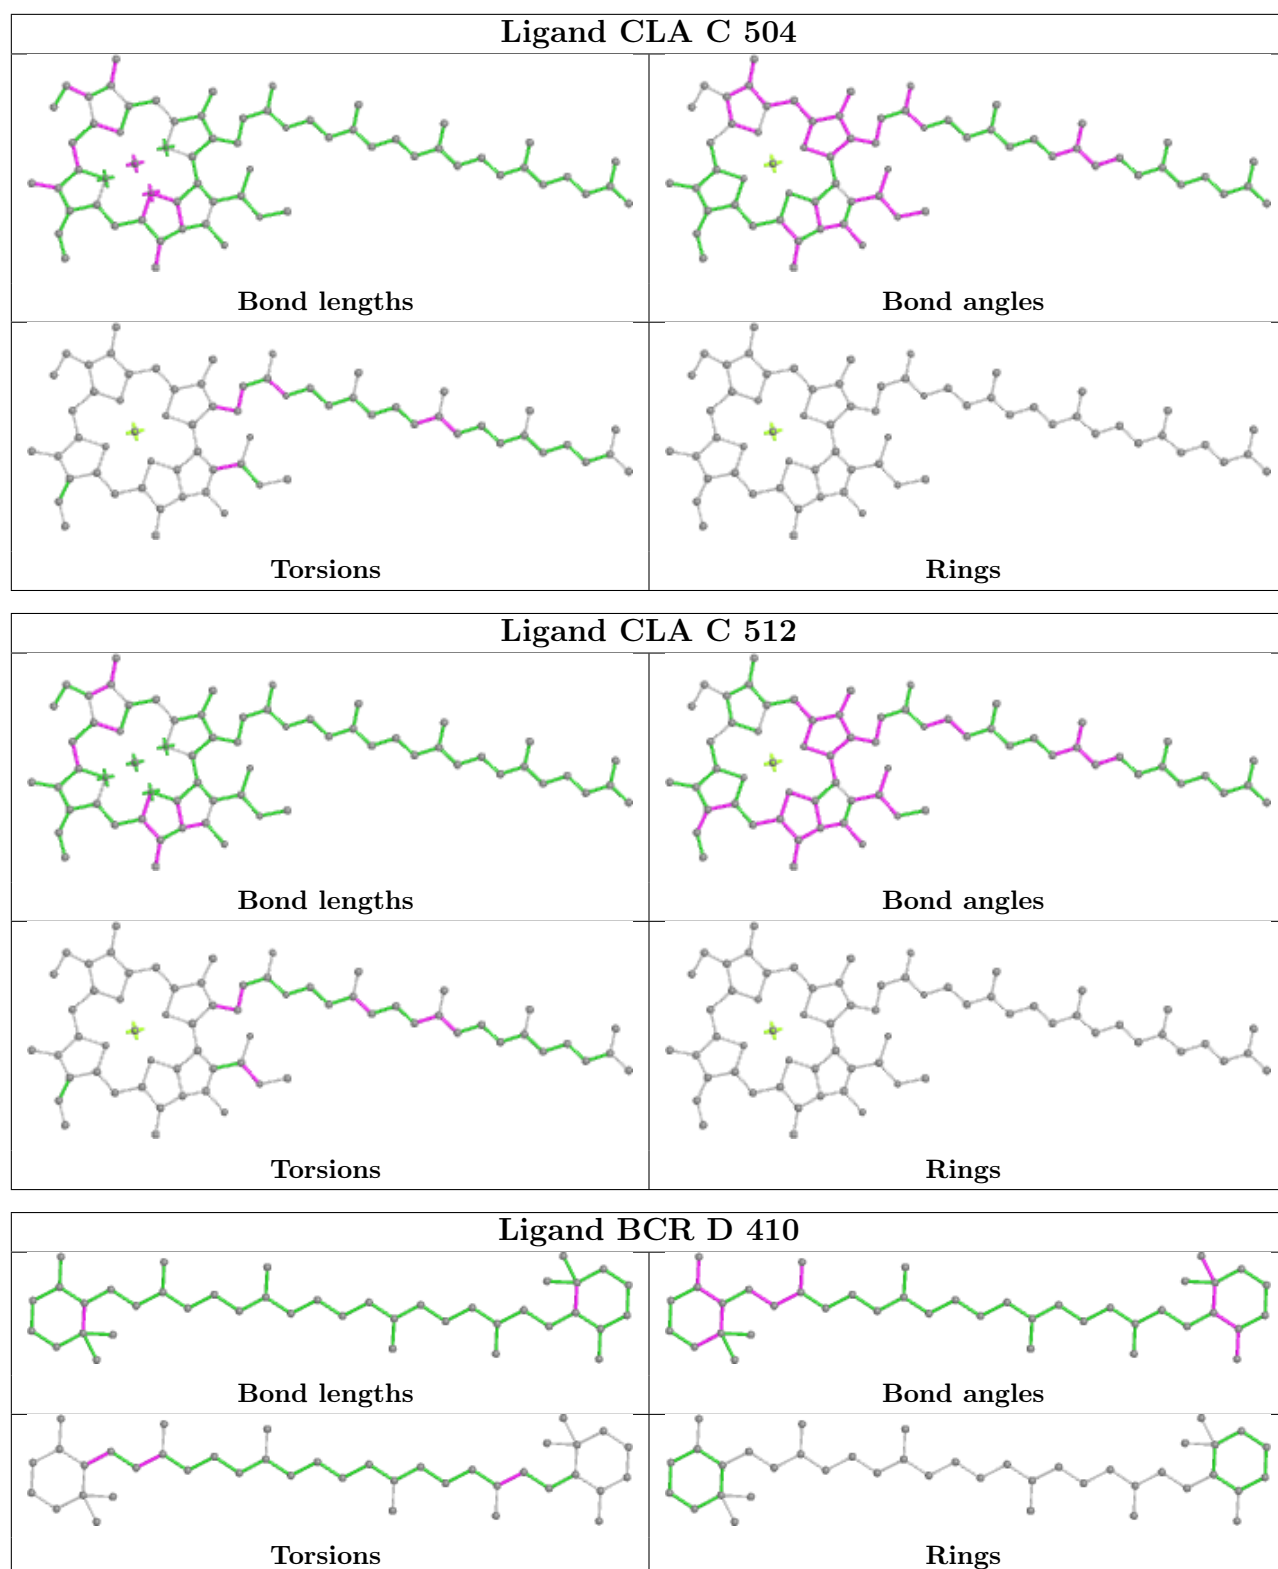 Ligand CLA C 504
Bond lengths
Bond angles
Torsions
Rings
Ligand CLA C 512
Bond lengths
Bond angles
Torsions
Rings
Ligand BCR D 410
Bond lengths
Bond angles
Torsions
Rings